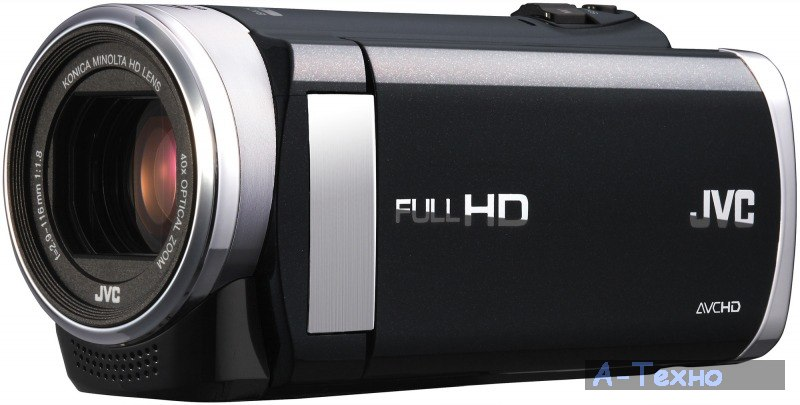 KONICA MINOLTA HD LENS
40x OPTICAL ZOOM
f=2.9-116mm 1:1.8
JVC
FULL HD
JVC
AVCHD
А-Техно